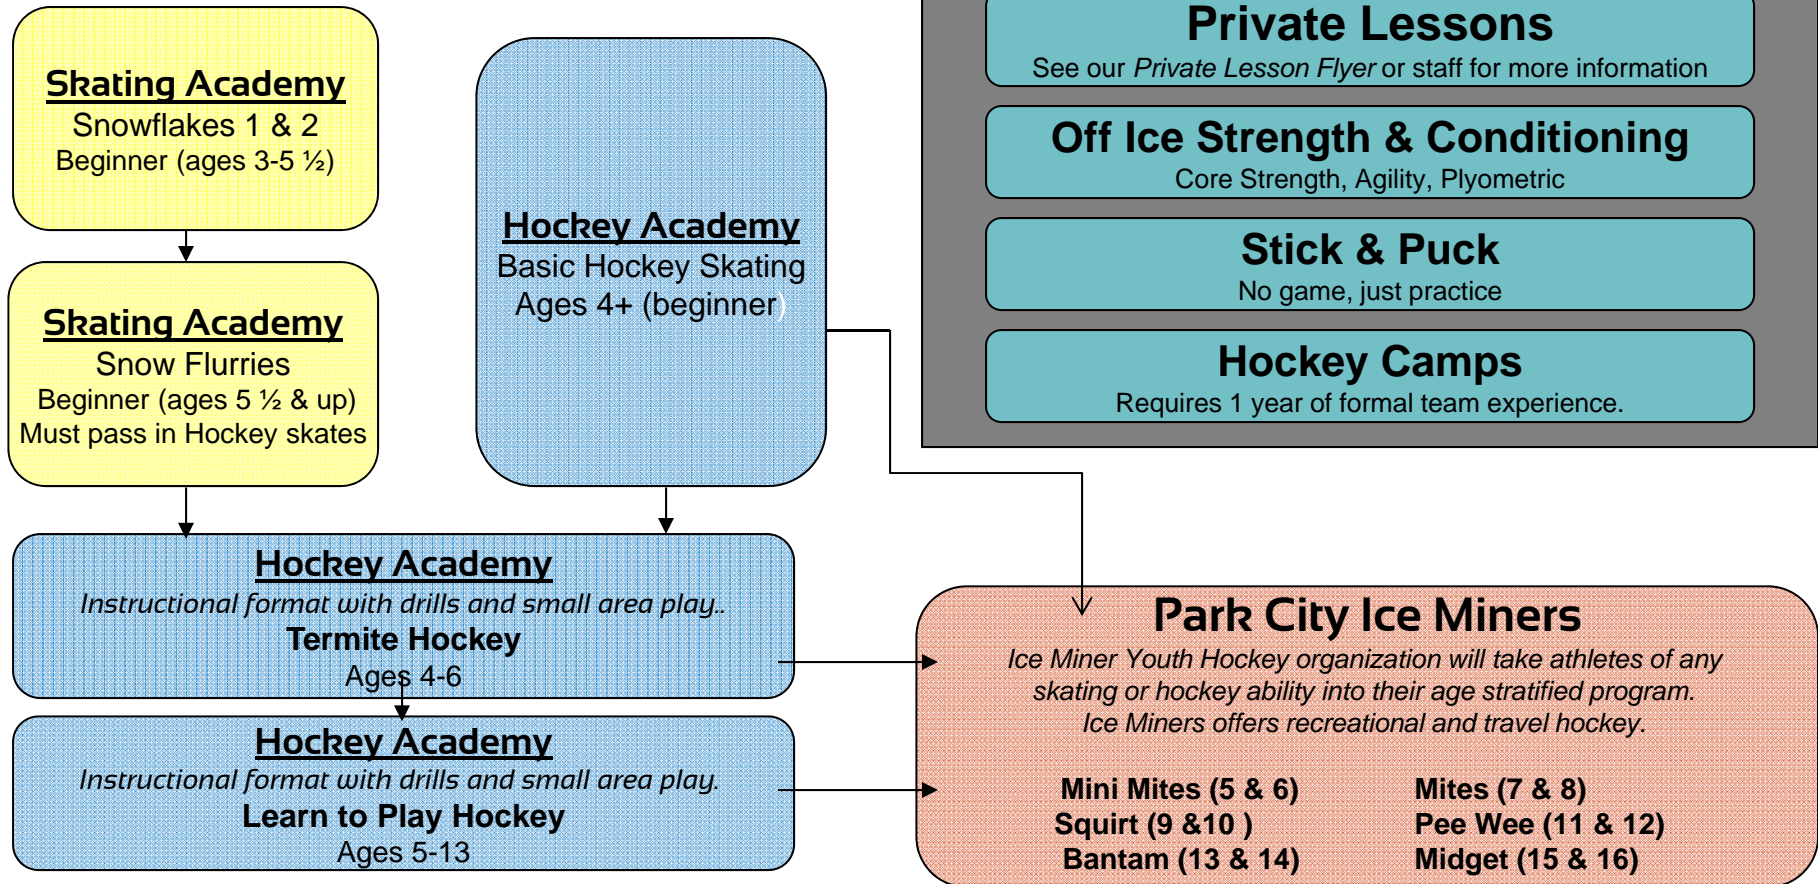 Skating Academy
Snowflakes 1 & 2
Beginner (ages 3-5 ½)
Skating Academy
Snow Flurries
Beginner (ages 5 ½ & up)
Must pass in Hockey skates
Hockey Academy
Basic Hockey Skating
Ages 4+ (beginner)
Private Lessons
See our Private Lesson Flyer or staff for more information
Off Ice Strength & Conditioning
Core Strength, Agility, Plyometric
Stick & Puck
No game, just practice
Hockey Camps
Requires 1 year of formal team experience.
Hockey Academy
Instructional format with drills and small area play..
Termite Hockey
Ages 4-6
Hockey Academy
Instructional format with drills and small area play.
Learn to Play Hockey
Ages 5-13
Park City Ice Miners
Ice Miner Youth Hockey organization will take athletes of any
skating or hockey ability into their age stratified program.
Ice Miners offers recreational and travel hockey.
Mini Mites (5 & 6) Mites (7 & 8)
Squirt (9 &10 ) Pee Wee (11 & 12)
Bantam (13 & 14) Midget (15 & 16)